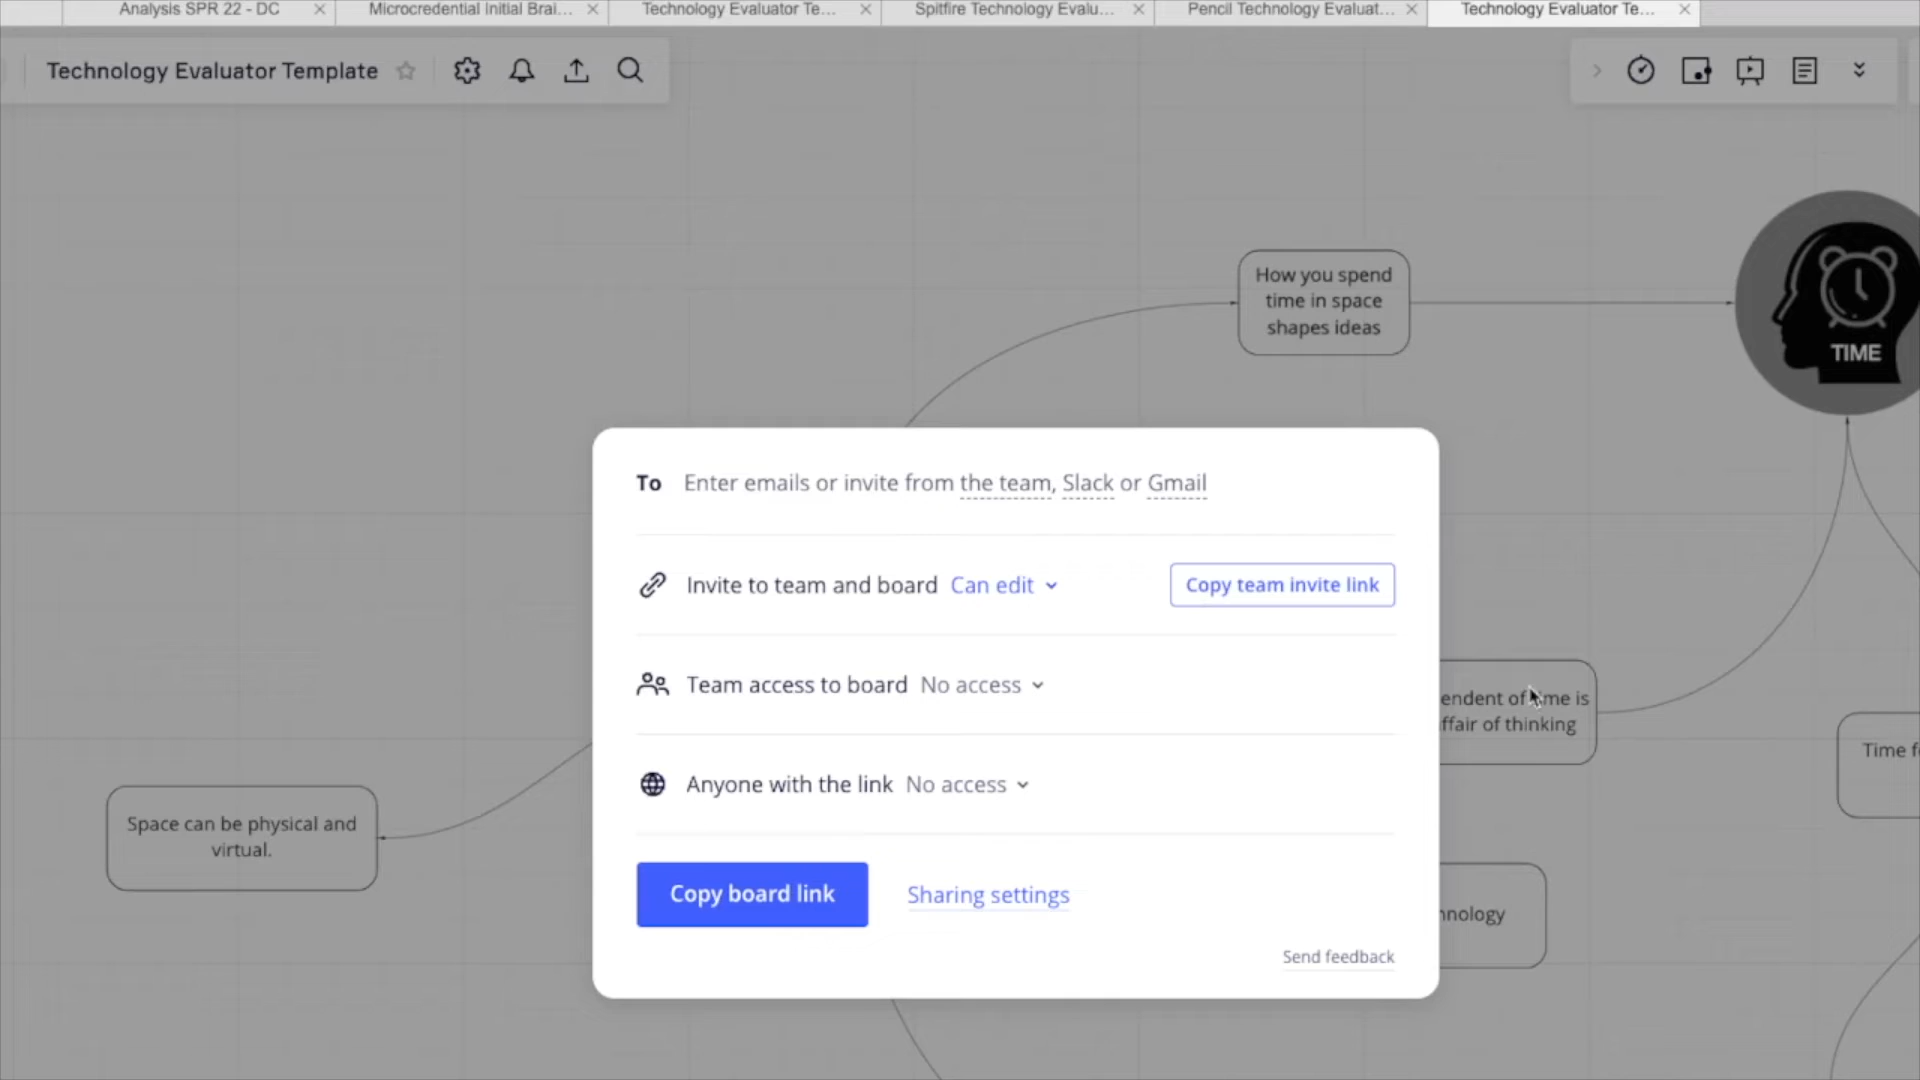 Analysis SPR 22 - DC
Microcredential Initial Brai...
Technology Evaluator Te...
Spitfire Technology Evalu...
Pencil Technology Evaluat...
Technology Evaluator Te...
Technology Evaluator Template
How you spend
time in space
shapes ideas
TIME
To Enter emails or invite from the team, Slack or Gmail
Invite to team and board Can edit
Copy team invite link
Team access to board No access
endent of time is
ffair of thinking
Time f
Anyone with the link No access
Space can be physical and
virtual.
Copy board link
Sharing settings
hnology
Send feedback